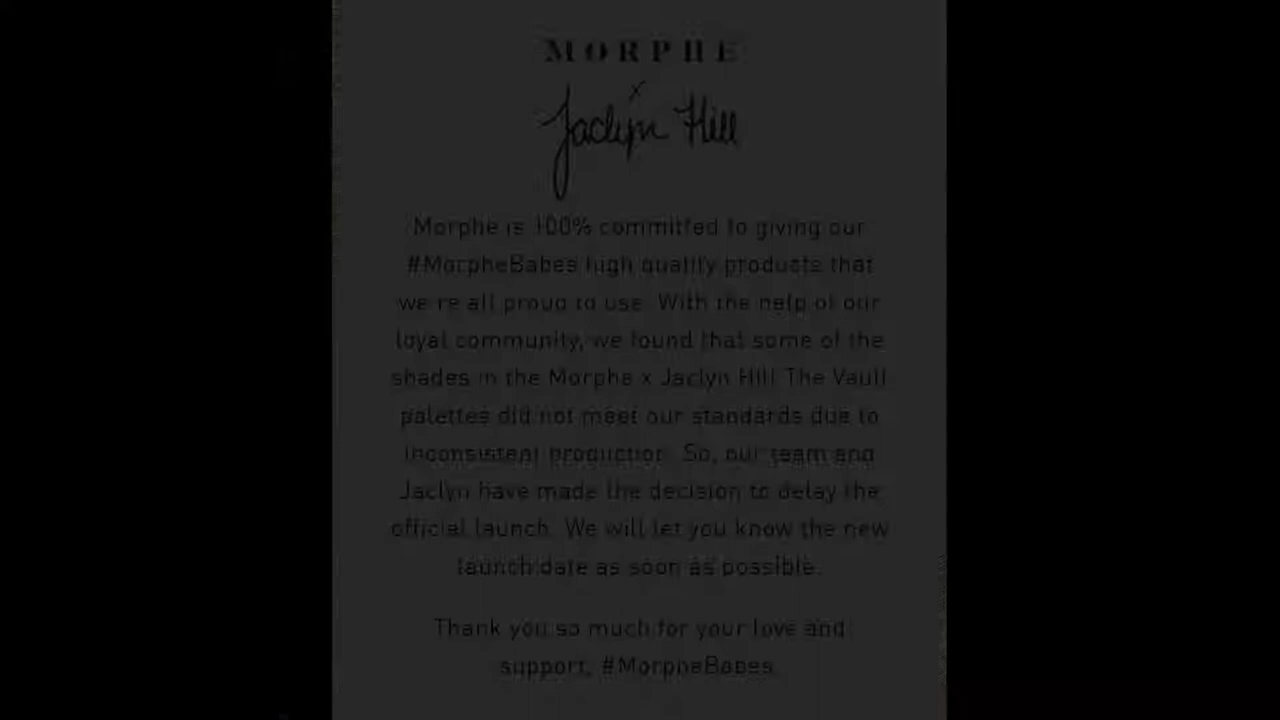 MORPHE
x
Jaclyn Hill
Morphe is 100% committed to giving our
#MorpheBabes high quality products that
we're all proud to use. With the help of our
loyal community, we found that some of the
shades in the Morphe x Jaclyn Hill The Vault
palettes did not meet our standards due to
inconsistent production. So, our team and
Jaclyn have made the decision to delay the
official launch. We will let you know the new
launch date as soon as possible.
Thank you so much for your love and
support, #MorpheBabes.